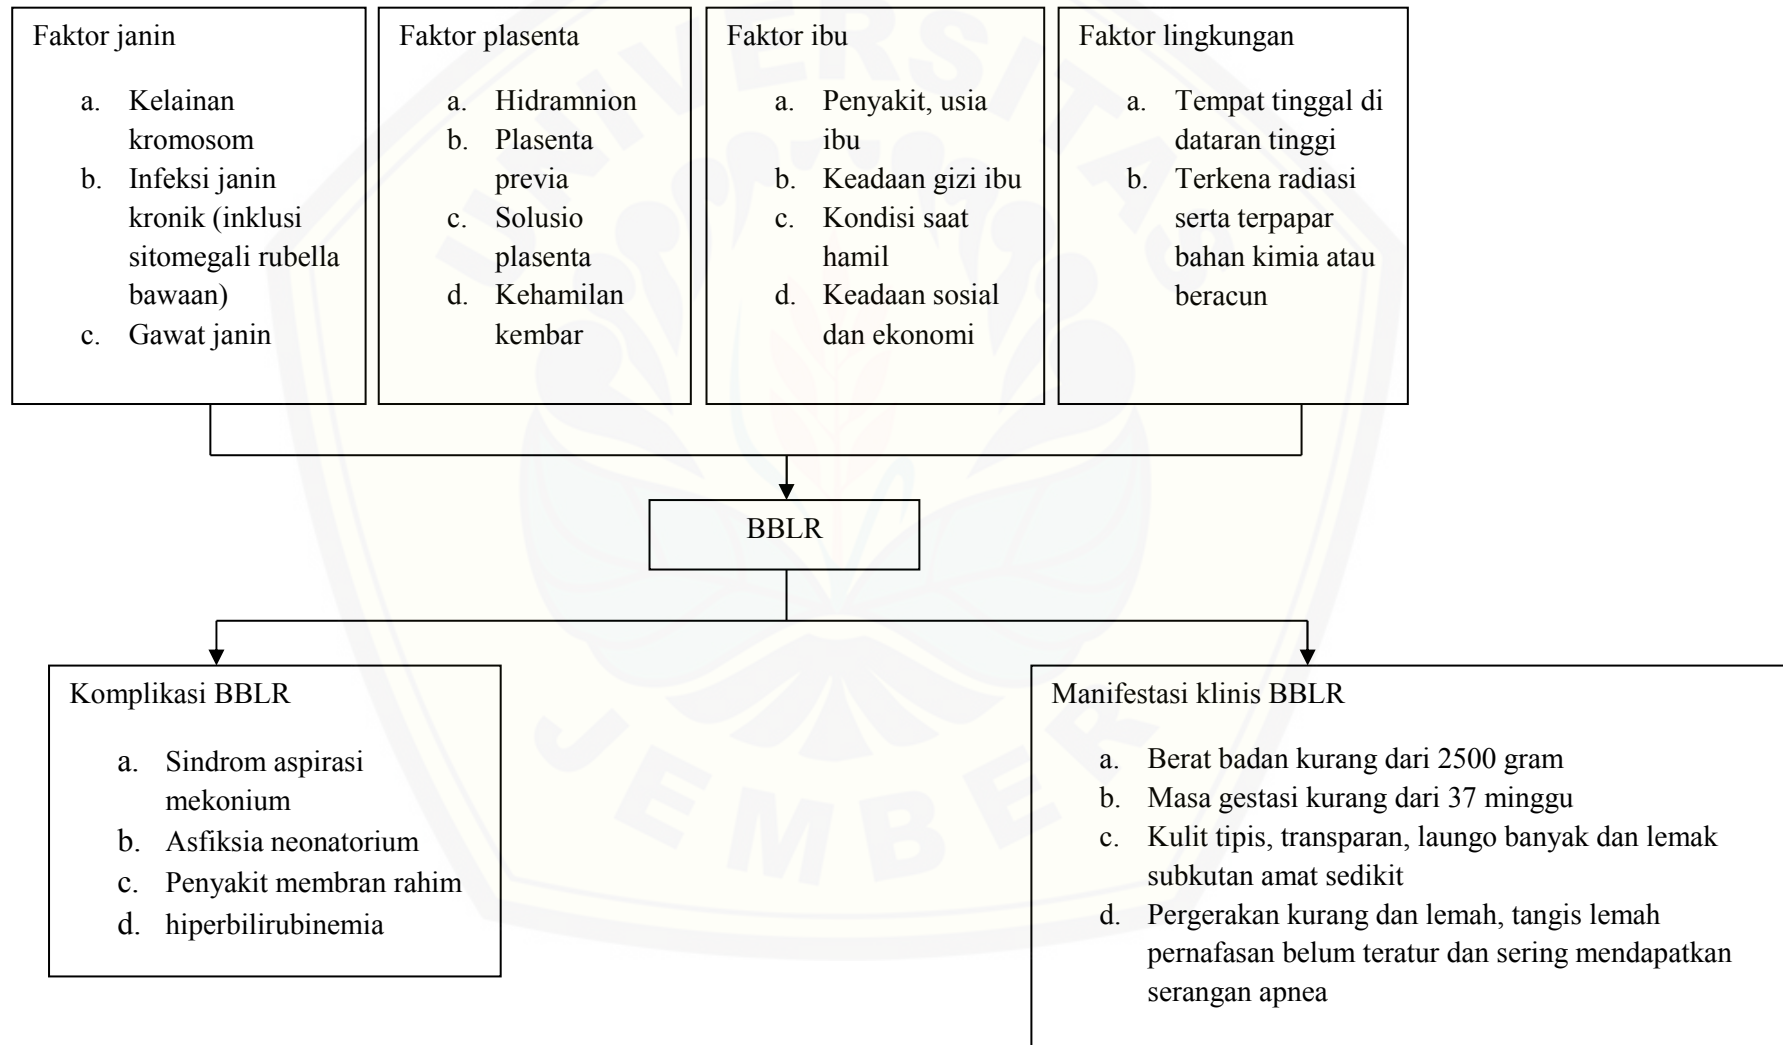 Faktor janin
a. Kelainan
kromosom
b. Infeksi janin
kronik (inklusi
sitomegali rubella
bawaan)
c. Gawat janin
Faktor plasenta
a. Hidramnion
b. Plasenta
previa
c. Solusio
plasenta
d. Kehamilan
kembar
Faktor ibu
a. Penyakit, usia
ibu
b. Keadaan gizi ibu
c. Kondisi saat
hamil
d. Keadaan sosial
dan ekonomi
Faktor lingkungan
a. Tempat tinggal di
dataran tinggi
b. Terkena radiasi
serta terpapar
bahan kimia atau
beracun
BBLR
Komplikasi BBLR
a. Sindrom aspirasi
mekonium
b. Asfiksia neonatorium
c. Penyakit membran rahim
d. hiperbilirubinemia
Manifestasi klinis BBLR
a. Berat badan kurang dari 2500 gram
b. Masa gestasi kurang dari 37 minggu
c. Kulit tipis, transparan, laungo banyak dan lemak
subkutan amat sedikit
d. Pergerakan kurang dan lemah, tangis lemah
pernafasan belum teratur dan sering mendapatkan
serangan apnea
UNIVERSITAS
JEMBER